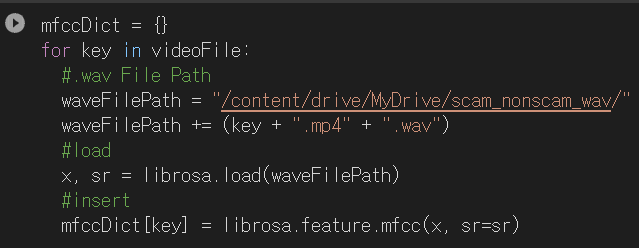 mfccDict = {}
for key in videoFile:
  #.wav File Path
  waveFilePath = "/content/drive/MyDrive/scam_nonscam_wav/"
  waveFilePath += (key + ".mp4" + ".wav")
  #load
  x, sr = librosa.load(waveFilePath)
  #insert
  mfccDict[key] = librosa.feature.mfcc(x, sr=sr)